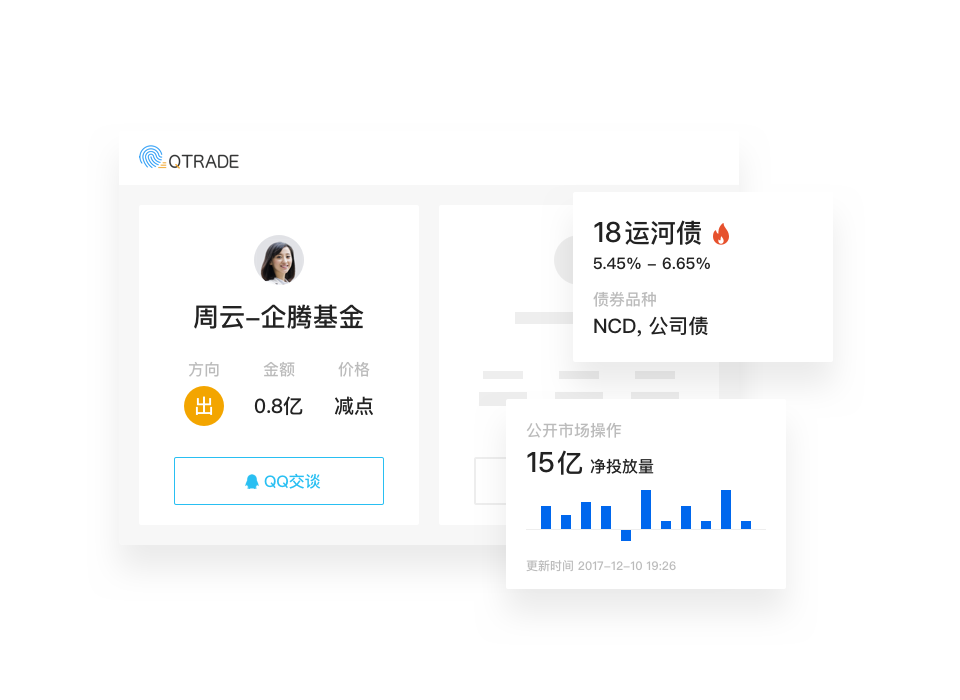 QTRADE
周云–企腾基金
方向 金额 价格
出 0.8亿 减点
QQ交谈
18运河债
5.45% – 6.65%
债券品种
NCD, 公司债
公开市场操作
15亿 净投放量
更新时间 2017–12–10 19:26